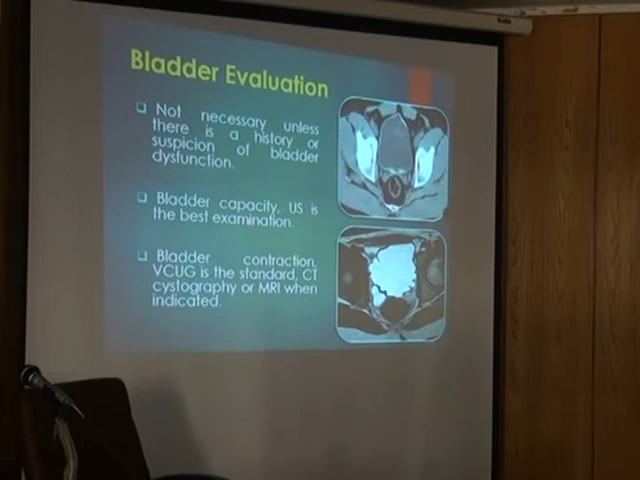 Bladder Evaluation
Not necessary unless
there is a history or
suspicion of bladder
dysfunction.
Bladder capacity, US is
the best examination.
Bladder contraction,
VCUG is the standard, CT
cystography or MRI when
indicated.